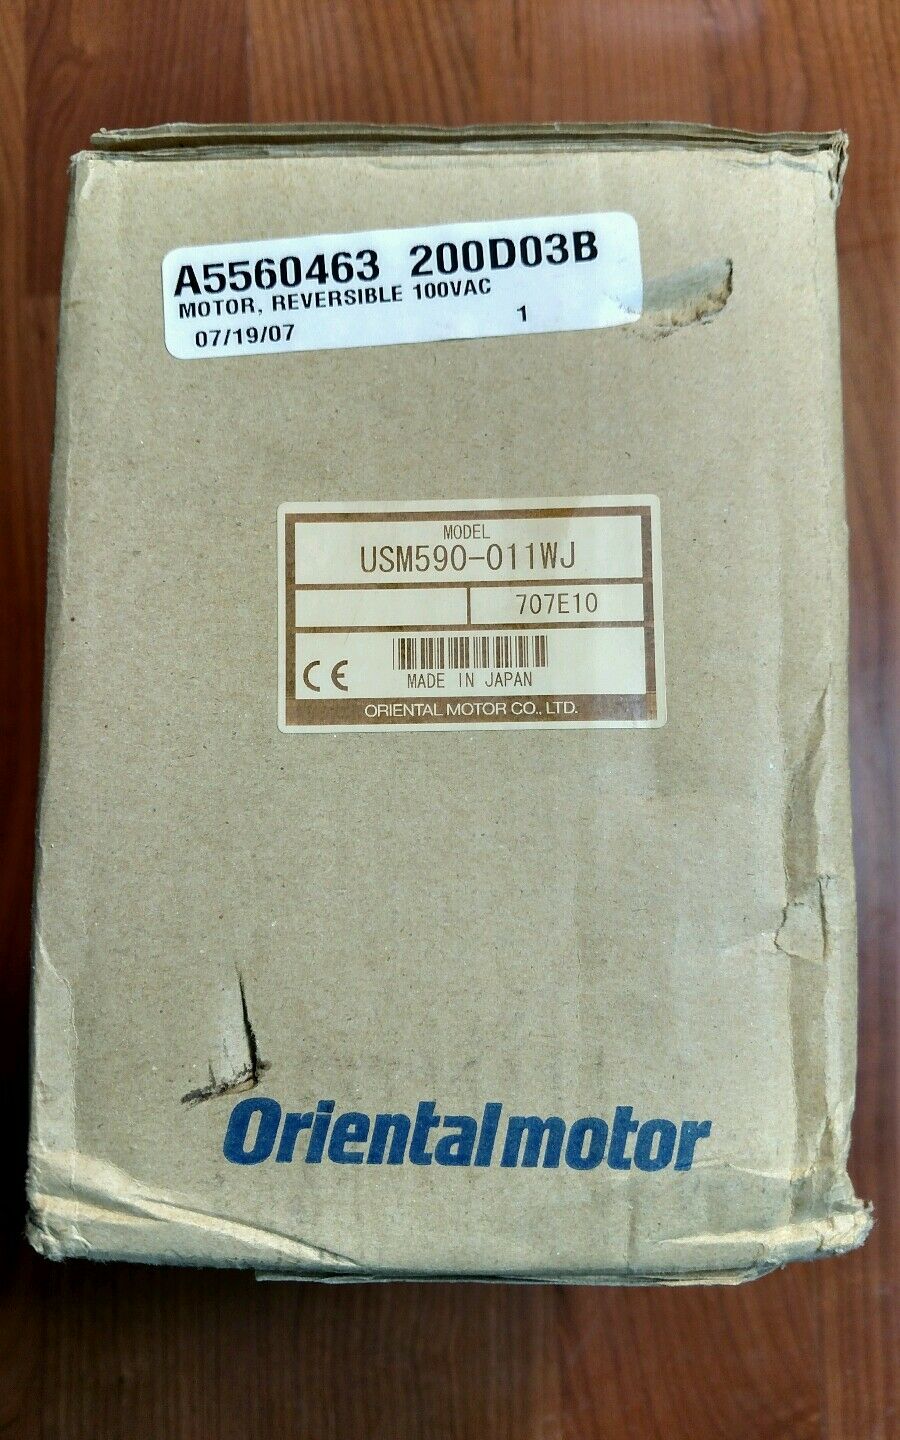 A5560463 200D03B
MOTOR, REVERSIBLE 100VAC
07/19/07 1
MODEL
USM590-011WJ
707E10
CE
MADE IN JAPAN
ORIENTAL MOTOR CO., LTD.
Orientalmotor